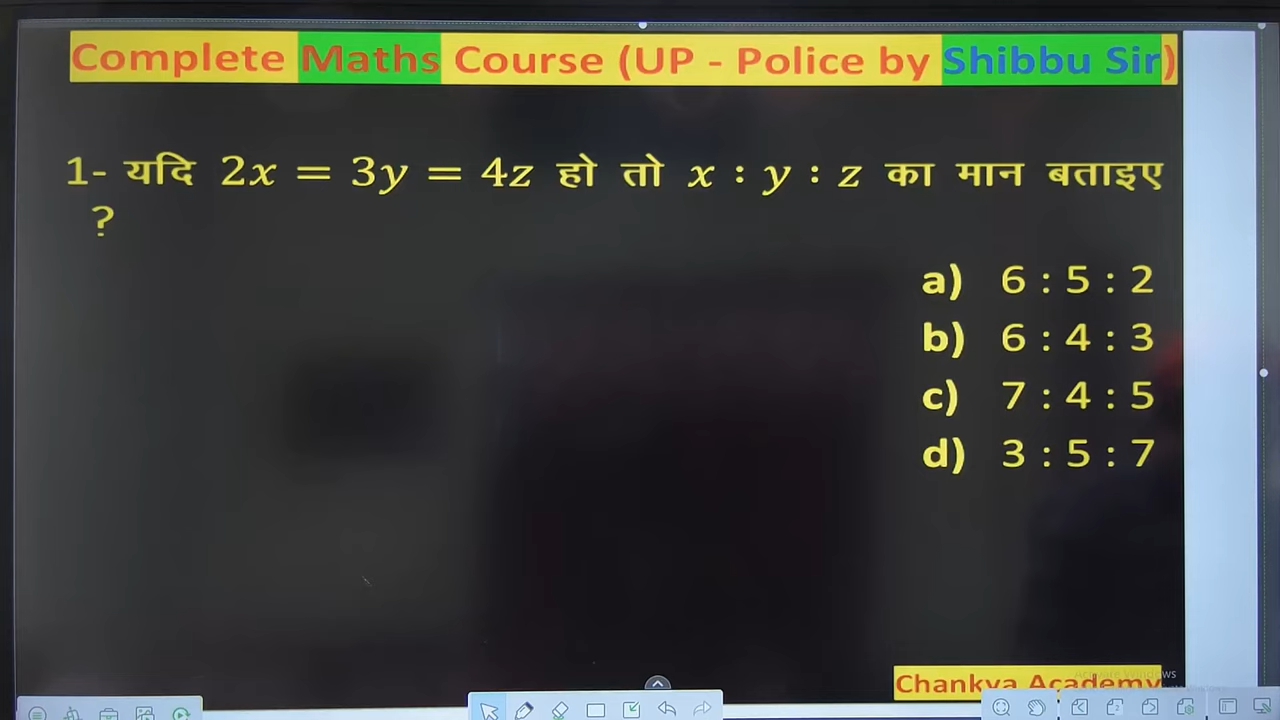 Complete Maths Course (UP - Police by Shibbu Sir)
1- यदि 2x = 3y = 4z हो तो x : y : z का मान बताइए
?
a) 6 : 5 : 2
b) 6 : 4 : 3
c) 7 : 4 : 5
d) 3 : 5 : 7
Chankya Academy